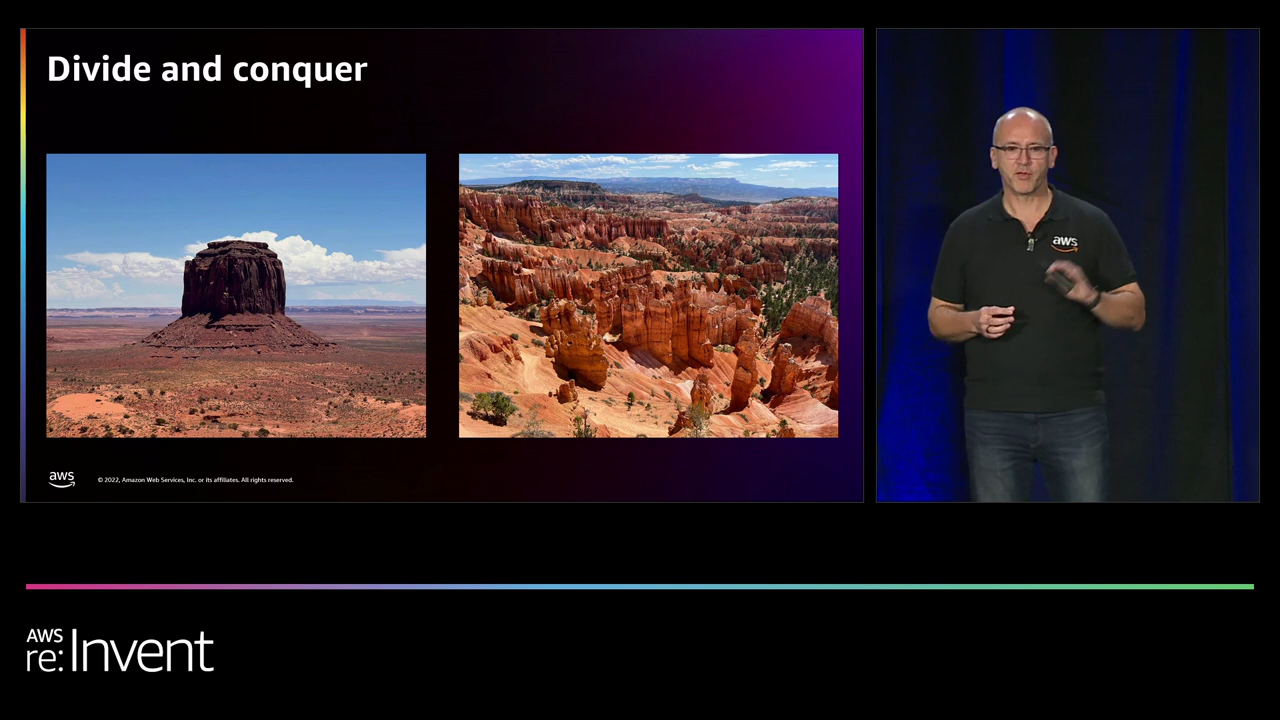 Divide and conquer
aws
aws
© 2022, Amazon Web Services, Inc. or its affiliates. All rights reserved.
AWS
re:Invent